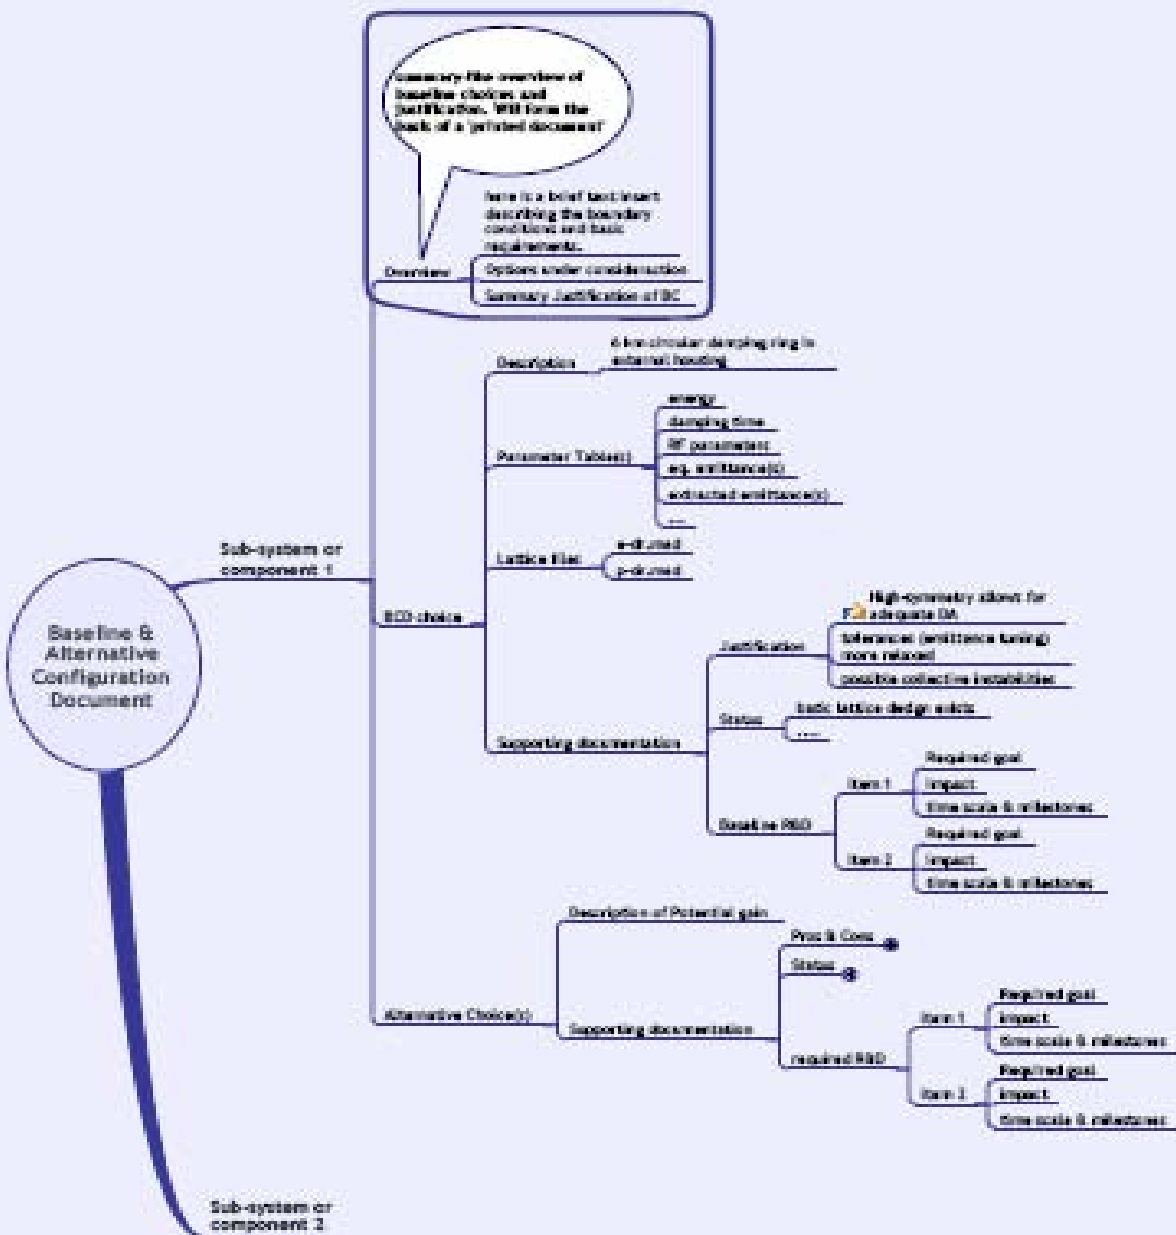 summary-like overview of
baseline choices and
justification. Will form the
back of a 'printed document'
here is a brief text insert
describing the boundary
conditions and basic
requirements.
Overview
Options under consideration
Summary Justification of BC
Description
6 km circular damping ring in
external housing
energy
damping time
RF parameters
Parameter Table(s)
eq. emittance(s)
extracted emittance(s)
....
Sub-system or
component 1
Lattice files
e-dr.mad
p-dr.mad
BCD choice
High-symmetry allows for
adequate DA
Justification
tolerances (emittance tuning)
more relaxed
possible collective instabilities
Baseline &
Alternative
Configuration
Document
Status
basic lattice design exists
....
Supporting documentation
Required goal
Item 1
impact
time scale & milestones
Baseline R&D
Required goal
Item 2
impact
time scale & milestones
Description of Potential gain
Pros & Cons
Status
Alternative Choice(s)
Supporting documentation
Required goal
Item 1
impact
time scale & milestones
required R&D
Required goal
Item 2
impact
time scale & milestones
Sub-system or
component 2